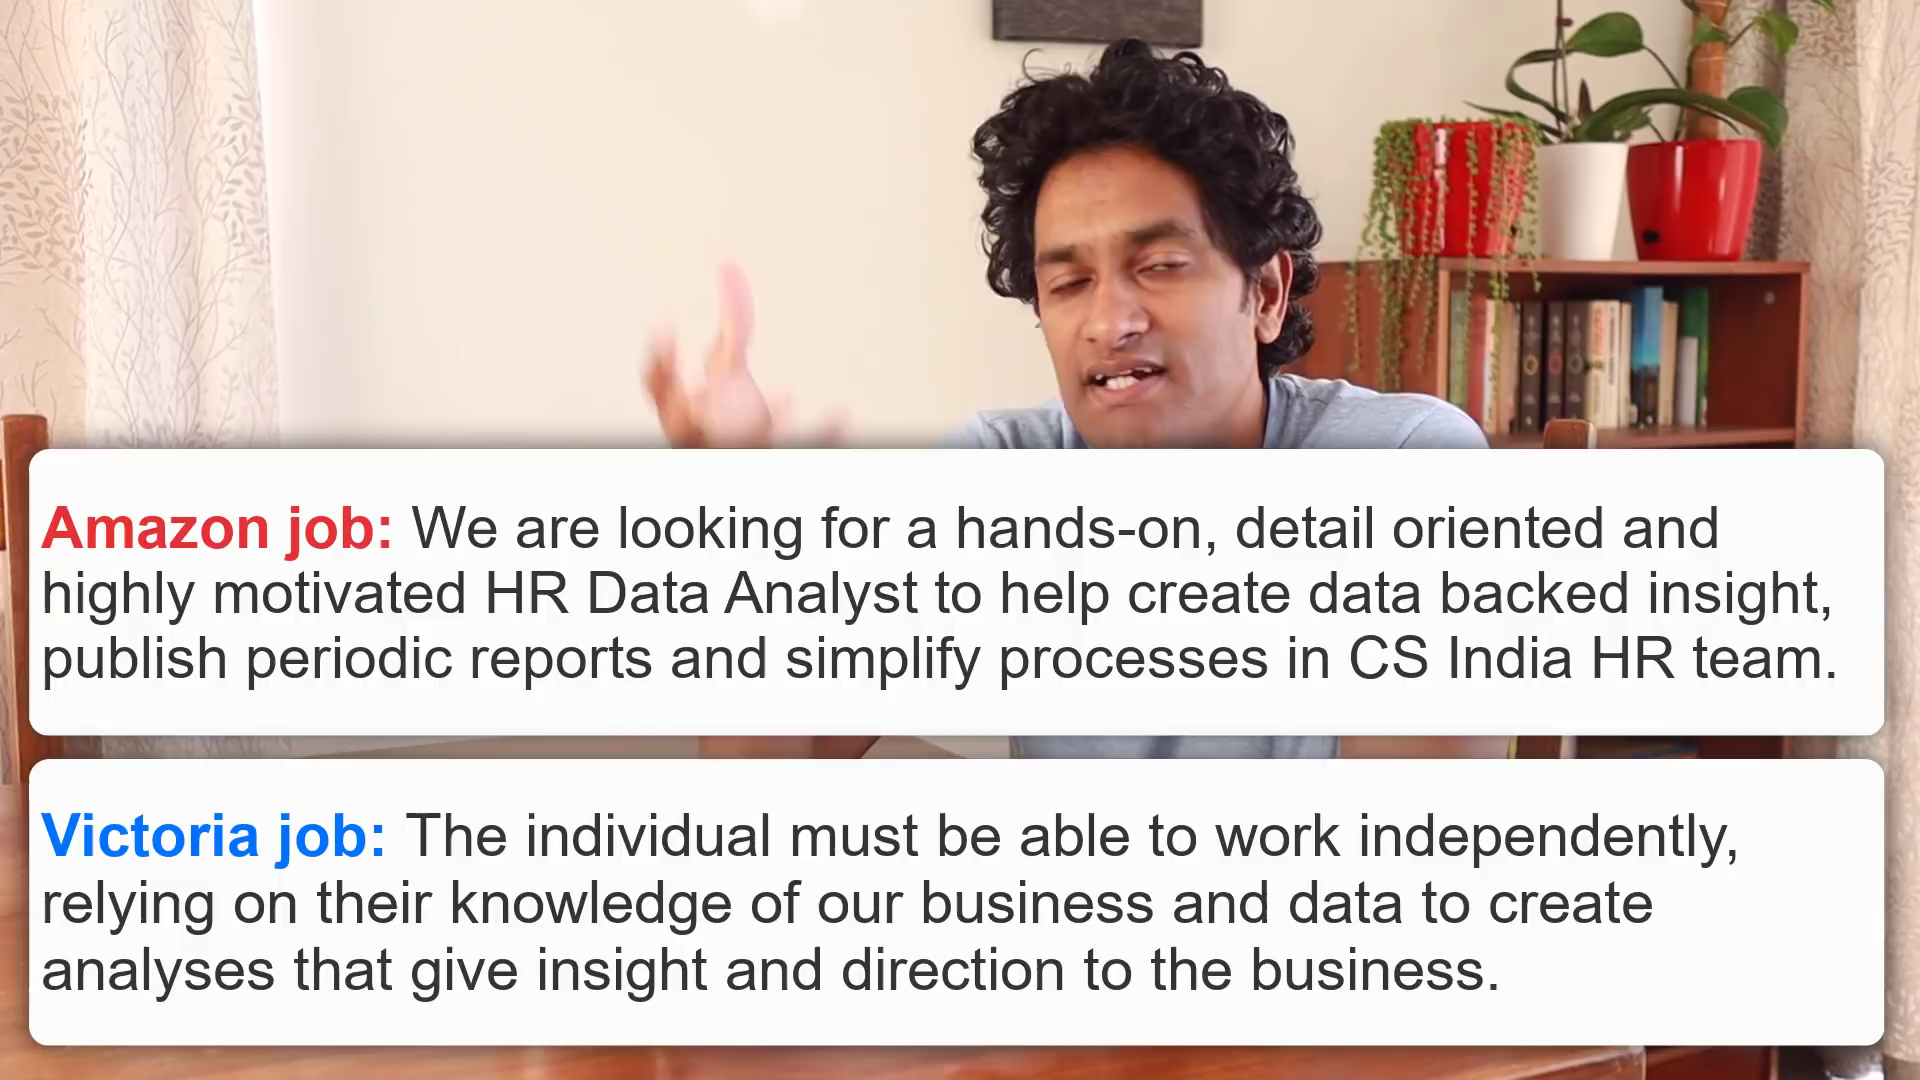 Amazon job: We are looking for a hands-on, detail oriented and
highly motivated HR Data Analyst to help create data backed insight,
publish periodic reports and simplify processes in CS India HR team.
Victoria job: The individual must be able to work independently,
relying on their knowledge of our business and data to create
analyses that give insight and direction to the business.